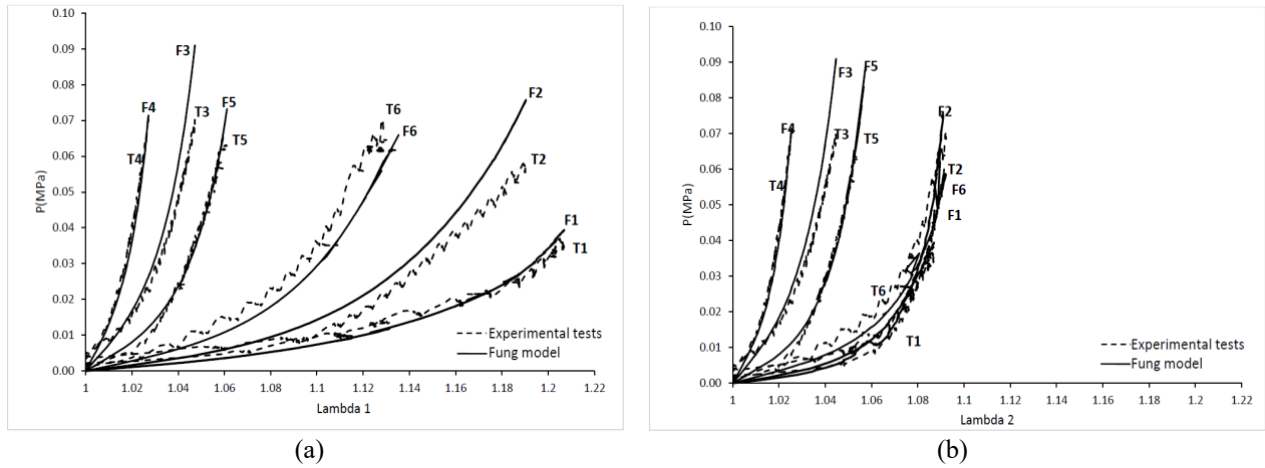 0.10
0.09
0.08
0.07
0.06
0.05
0.04
0.03
0.02
0.01
0.00
P(MPa)
1 1.02 1.04 1.06 1.08 1.1 1.12 1.14 1.16 1.18 1.2 1.22
Lambda 1
F3
F4
T3
F5
T4
T5
T6
F6
F2
T2
F1
T1
Experimental tests
Fung model
(a)
0.10
0.09
0.08
0.07
0.06
0.05
0.04
0.03
0.02
0.01
0.00
P(MPa)
1 1.02 1.04 1.06 1.08 1.1 1.12 1.14 1.16 1.18 1.2 1.22
Lambda 2
F3
F5
F4
T3
T5
T4
F2
T2
F6
F1
T6
T1
Experimental tests
Fung model
(b)